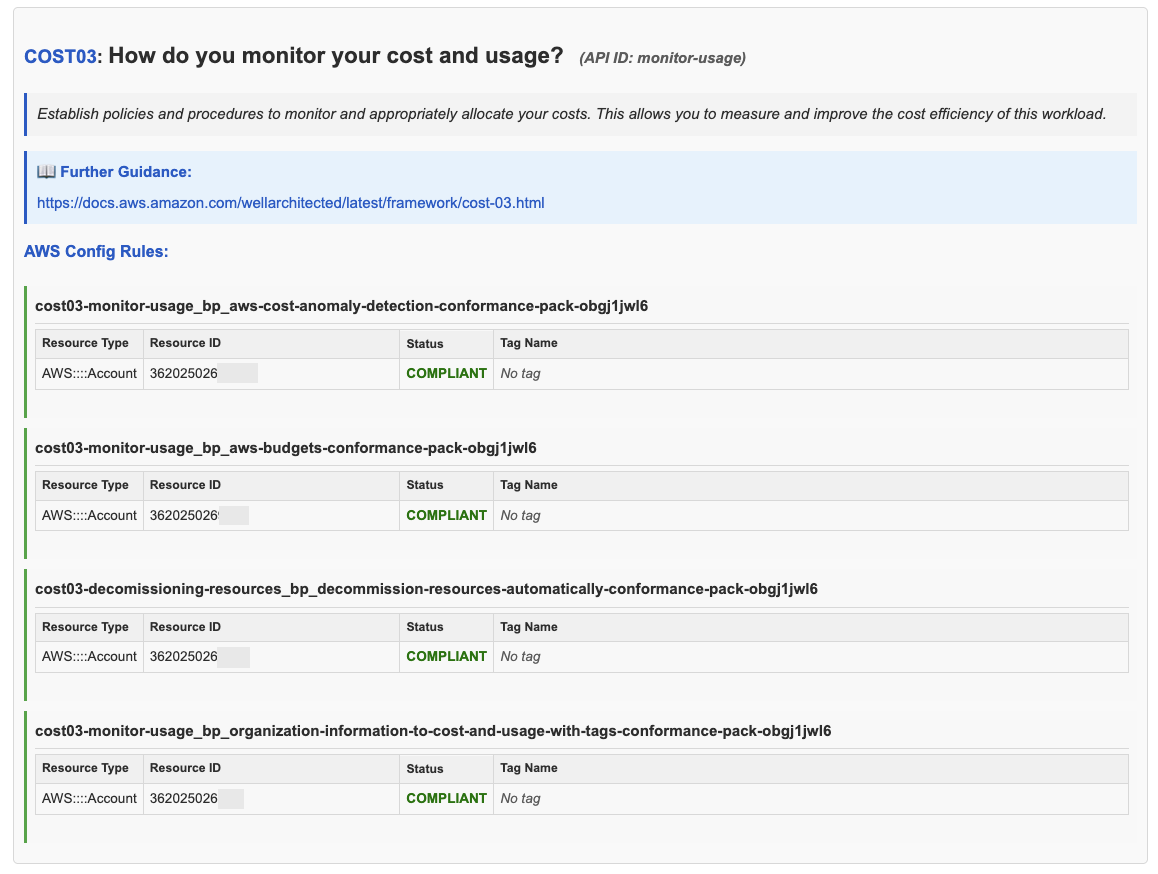 COST03: How do you monitor your cost and usage? (API ID: monitor-usage)
Establish policies and procedures to monitor and appropriately allocate your costs. This allows you to measure and improve the cost efficiency of this workload.
📖 Further Guidance:
https://docs.aws.amazon.com/wellarchitected/latest/framework/cost-03.html
AWS Config Rules:
cost03-monitor-usage_bp_aws-cost-anomaly-detection-conformance-pack-obgj1jwl6
Resource Type Resource ID Status Tag Name
AWS::::Account 362025026 COMPLIANT No tag
cost03-monitor-usage_bp_aws-budgets-conformance-pack-obgj1jwl6
Resource Type Resource ID Status Tag Name
AWS::::Account 362025026 COMPLIANT No tag
cost03-decomissioning-resources_bp_decommission-resources-automatically-conformance-pack-obgj1jwl6
Resource Type Resource ID Status Tag Name
AWS::::Account 362025026 COMPLIANT No tag
cost03-monitor-usage_bp_organization-information-to-cost-and-usage-with-tags-conformance-pack-obgj1jwl6
Resource Type Resource ID Status Tag Name
AWS::::Account 362025026 COMPLIANT No tag